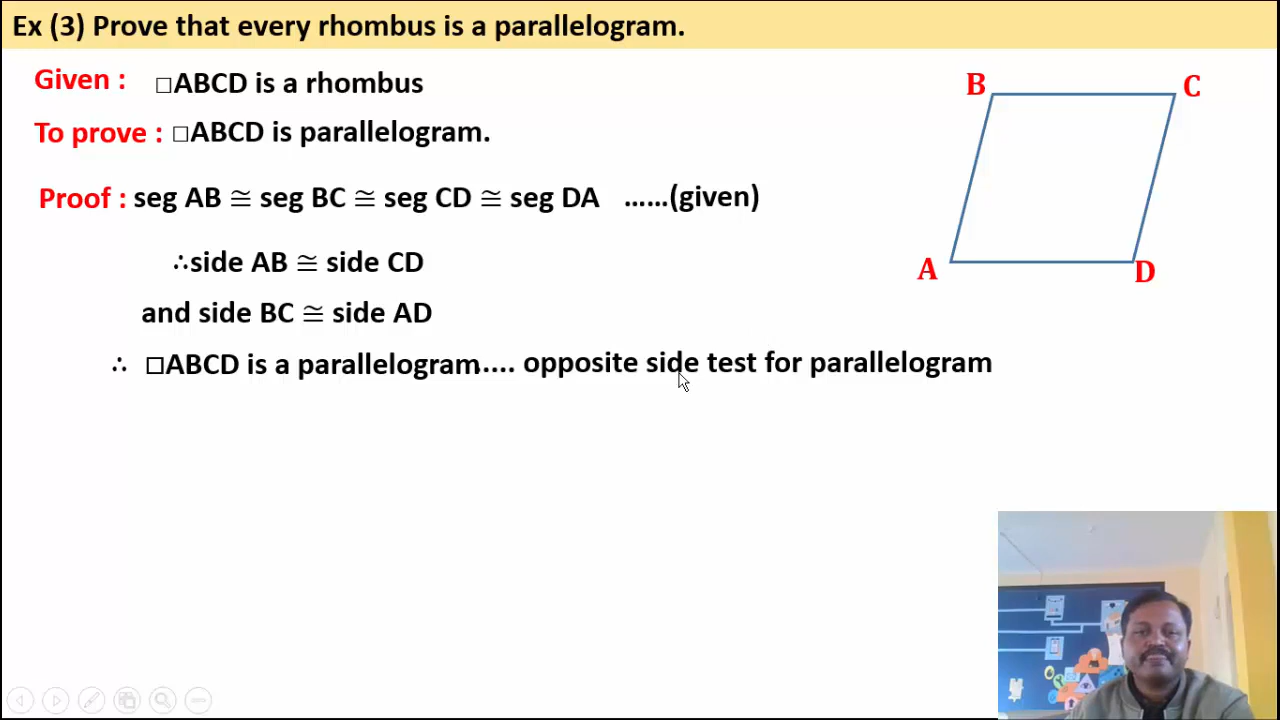 Ex (3) Prove that every rhombus is a parallelogram.
Given : □ABCD is a rhombus
To prove : □ABCD is parallelogram.
Proof : seg AB ≅ seg BC ≅ seg CD ≅ seg DA ......(given)
∴side AB ≅ side CD
and side BC ≅ side AD
∴ □ABCD is a parallelogram.... opposite side test for parallelogram
B C
A D